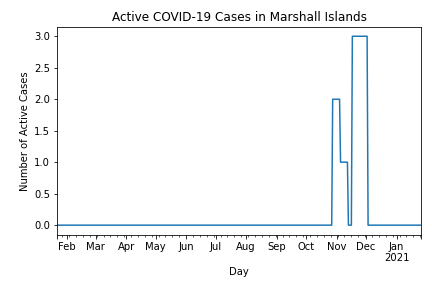 Active COVID-19 Cases in Marshall Islands
Number of Active Cases
3.0
2.5
2.0
1.5
1.0
0.5
0.0
Feb Mar Apr May Jun Jul Aug Sep Oct Nov Dec Jan
2021
Day